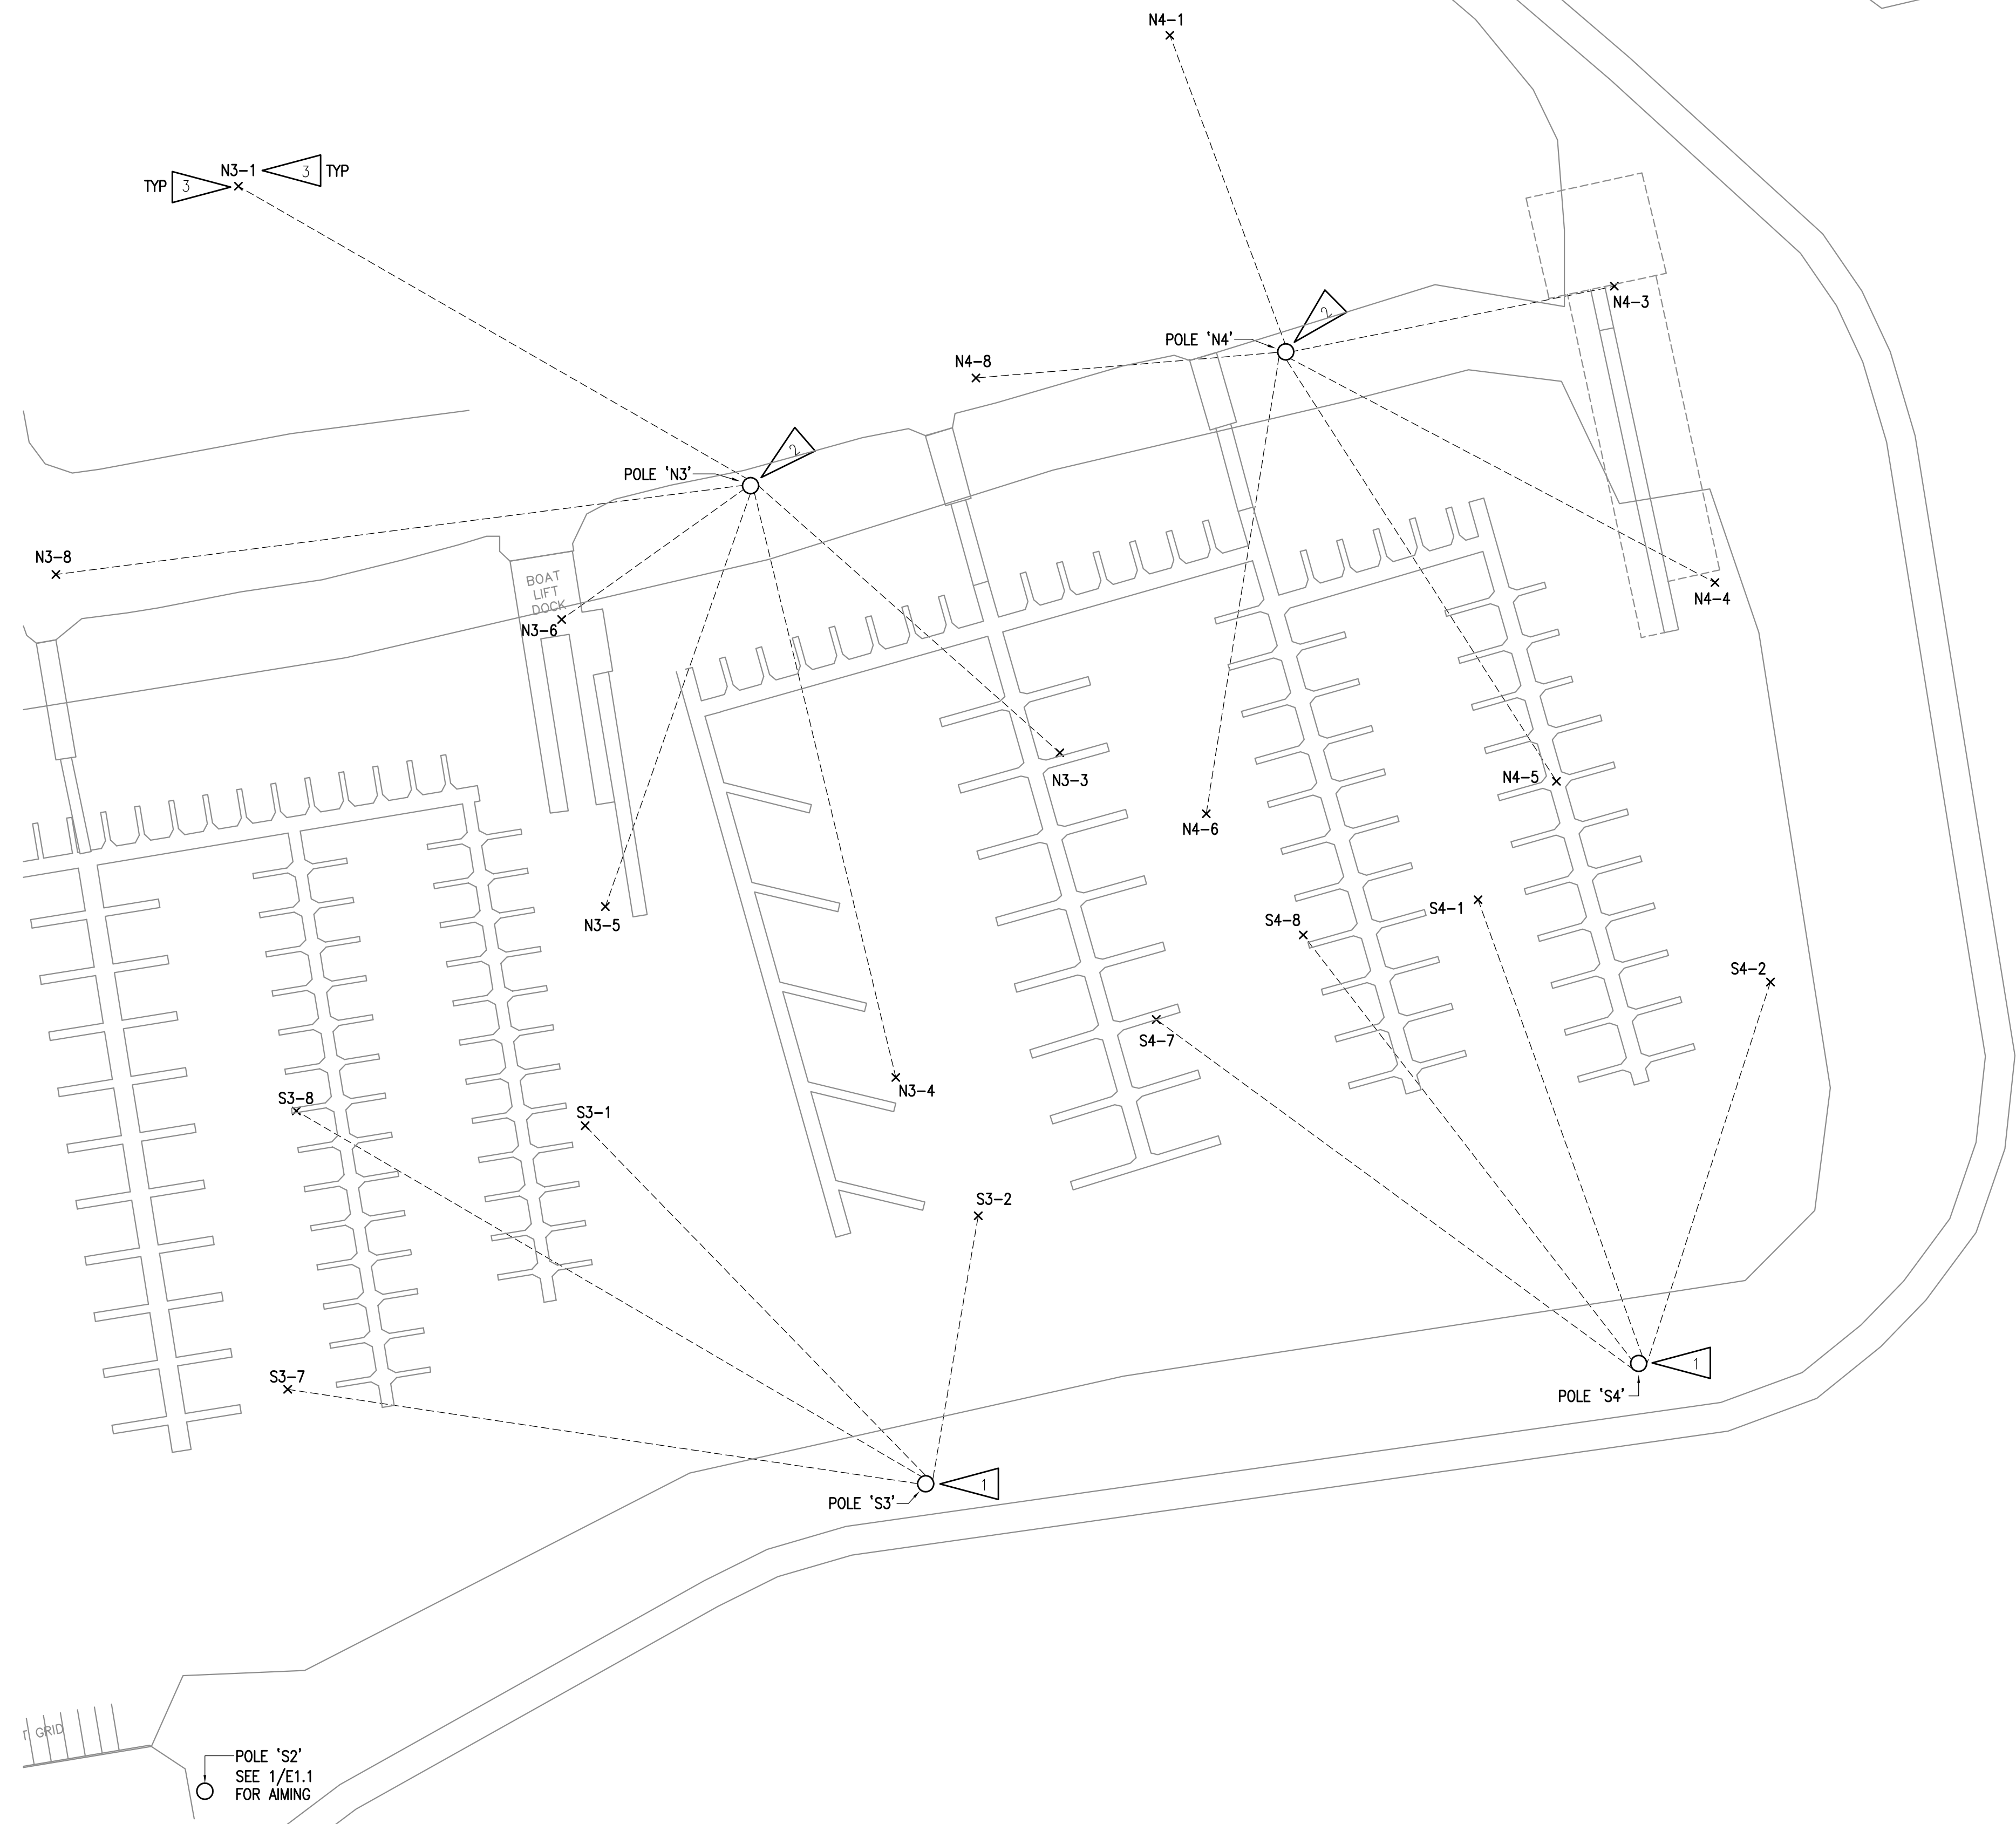 N4-1
TYP 3 N3-1 3 TYP
N4-3
2
POLE 'N4'
N4-8
2
POLE 'N3'
N3-8
BOAT
LIFT
DOCK
N3-6
N4-4
N3-3
N4-5
N4-6
N3-5
S4-8
S4-1
S4-2
S4-7
N3-4
S3-8
S3-1
S3-2
S3-7
1
POLE 'S4'
1
POLE 'S3'
GRID
POLE 'S2'
SEE 1/E1.1
FOR AIMING